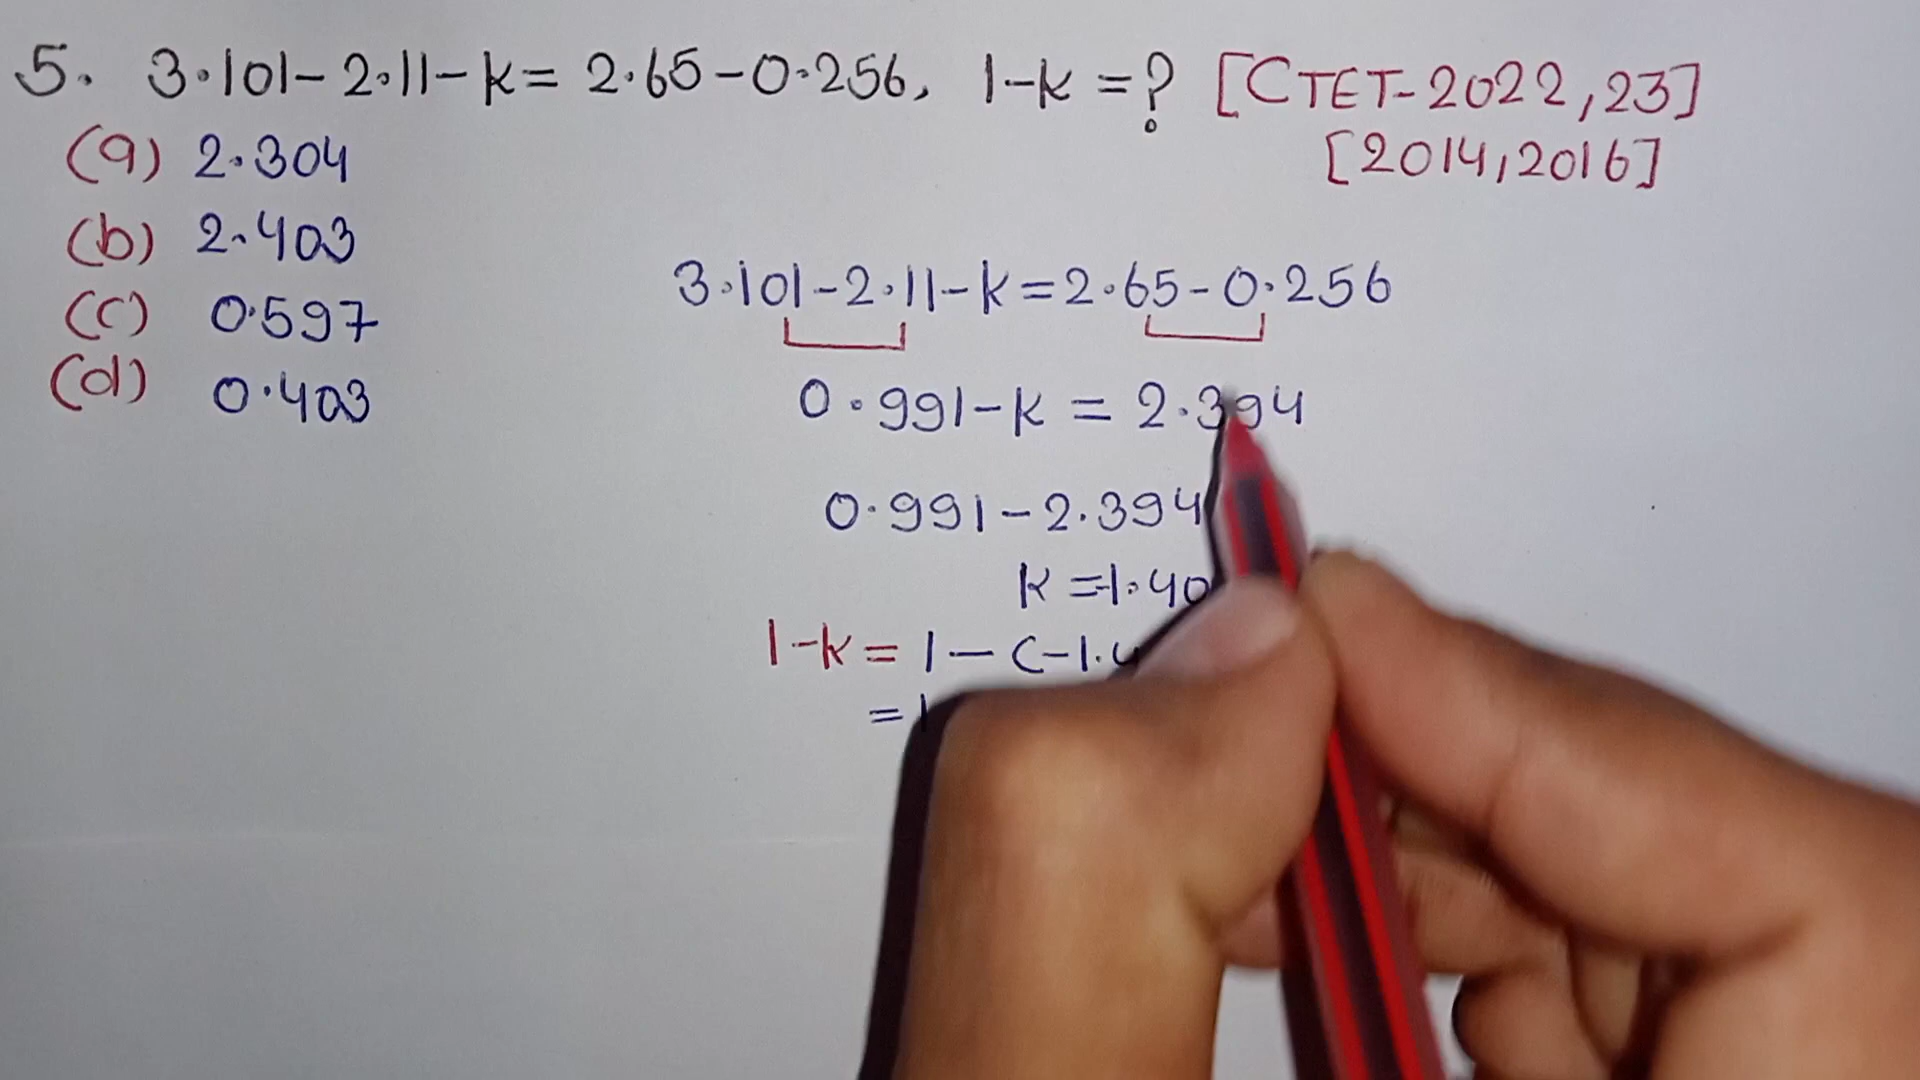 5. 3.101-2.11-k=2.65-0.256, 1-k=? [CTET-2022,23]
[2014,2016]
(a) 2.304
(b) 2.403
(c) 0.597
(d) 0.403
3.101-2.11-k=2.65-0.256
0.991-k=2.394
0.991-2.394
k=-1.40
1-k=1-(-1.4
=1